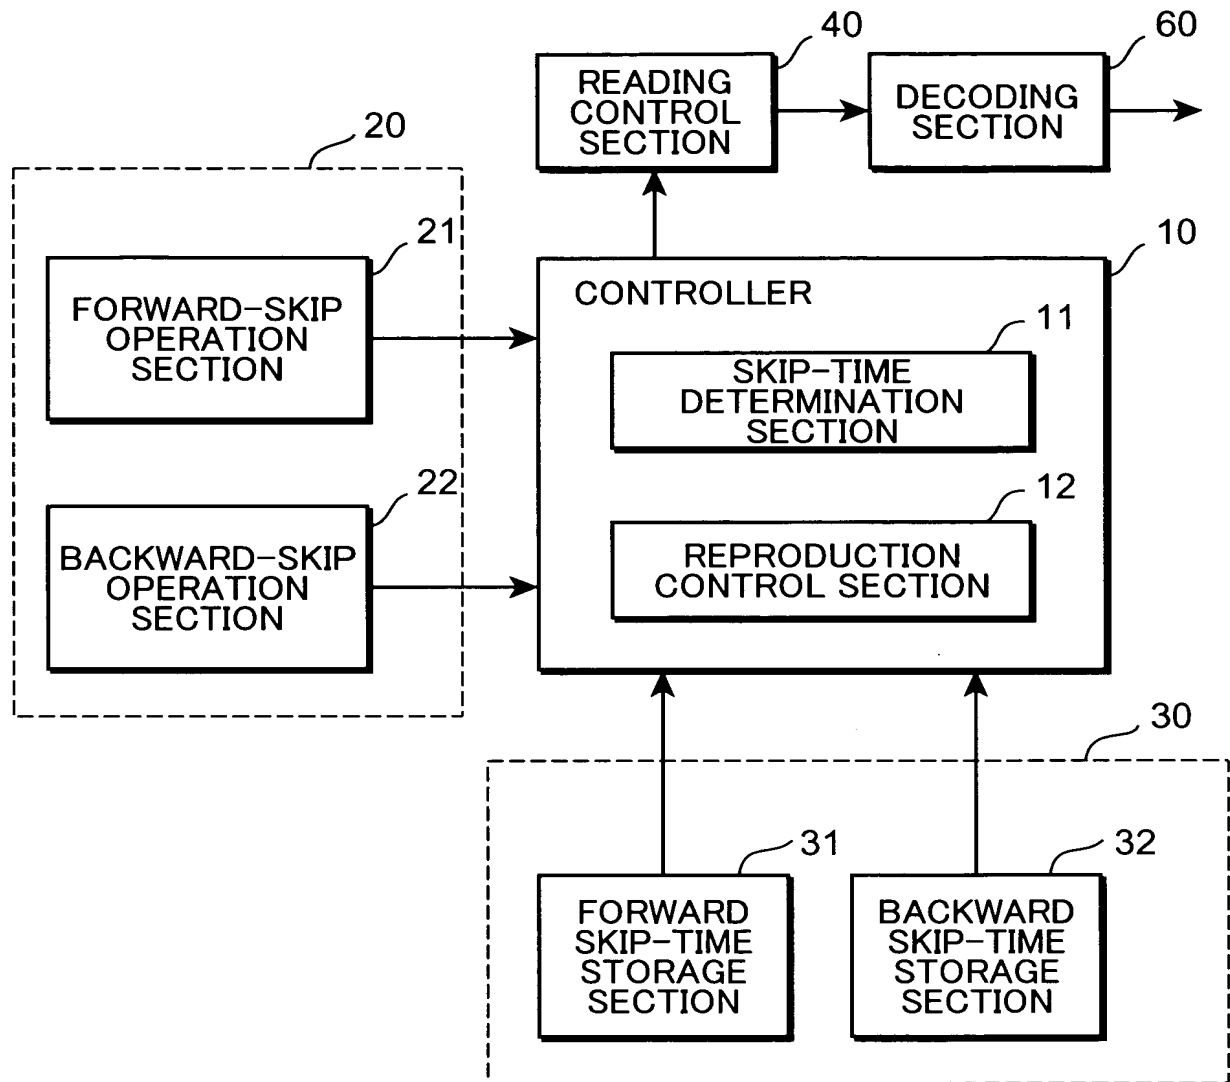 40
60
READING
CONTROL
SECTION
DECODING
SECTION
20
21
FORWARD-SKIP
OPERATION
SECTION
10
CONTROLLER
11
SKIP-TIME
DETERMINATION
SECTION
22
BACKWARD-SKIP
OPERATION
SECTION
12
REPRODUCTION
CONTROL SECTION
30
31
FORWARD
SKIP-TIME
STORAGE
SECTION
32
BACKWARD
SKIP-TIME
STORAGE
SECTION